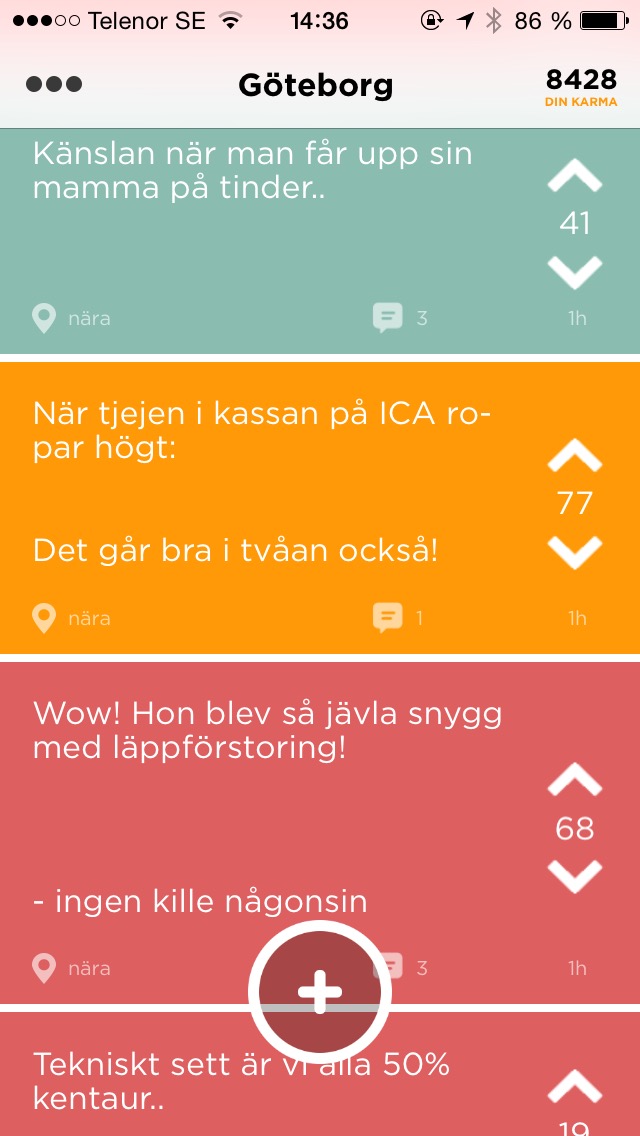 Telenor SE 14:36 86 %
Göteborg
8428
DIN KARMA
Känslan när man får upp sin
mamma på tinder..
41
nära 3 1h
När tjejen i kassan på ICA ro-
par högt:
77
Det går bra i tvåan också!
nära 1 1h
Wow! Hon blev så jävla snygg
med läppförstoring!
68
- ingen kille någonsin
nära 3 1h
Tekniskt sett är vi alla 50%
kentaur..
19